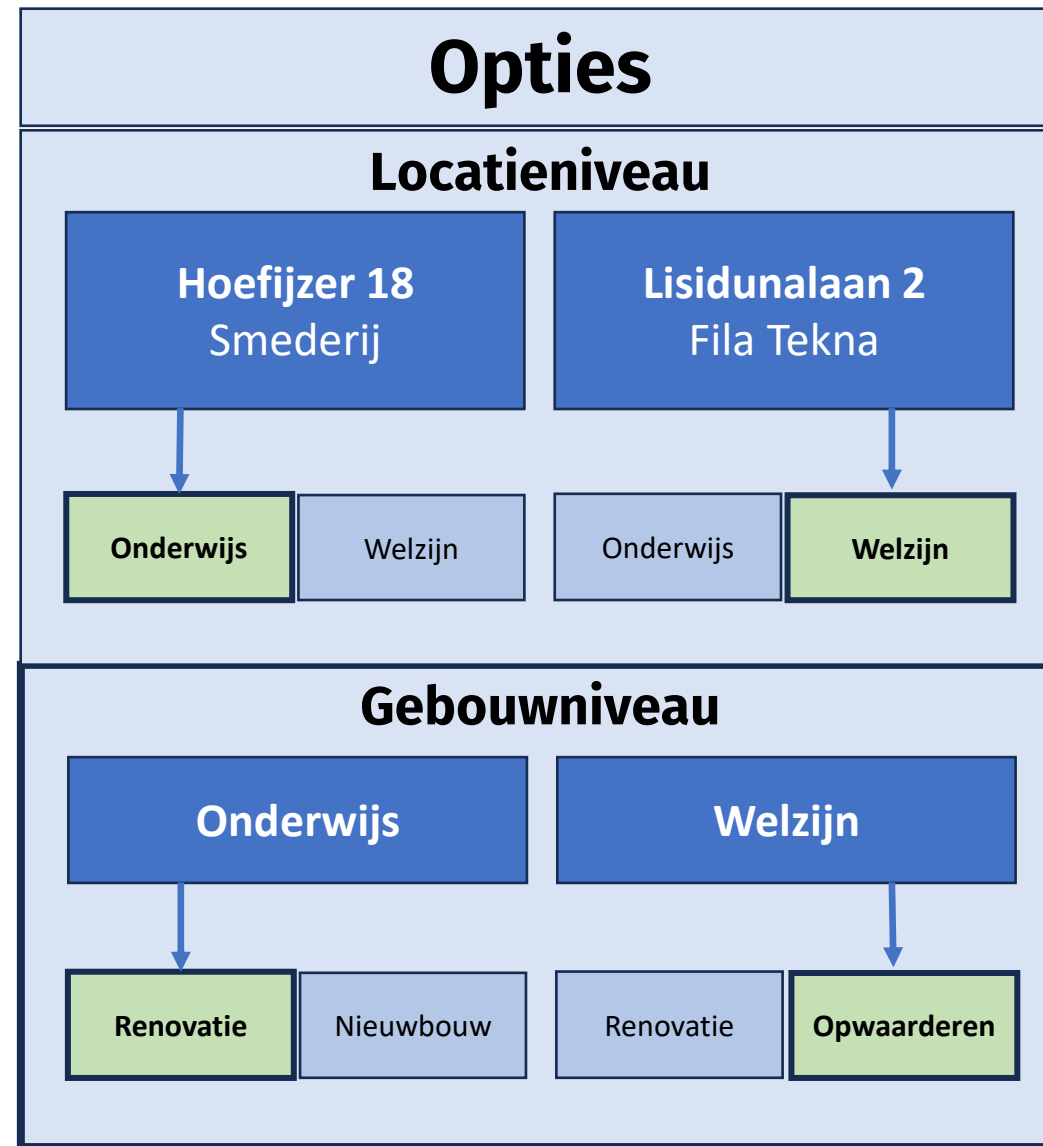 Opties
Locatieniveau
Hoefijzer 18
Smederij
Lisidunalaan 2
Fila Tekna
Onderwijs
Welzijn
Onderwijs
Welzijn
Gebouwniveau
Onderwijs
Welzijn
Renovatie
Nieuwbouw
Renovatie
Opwaarderen